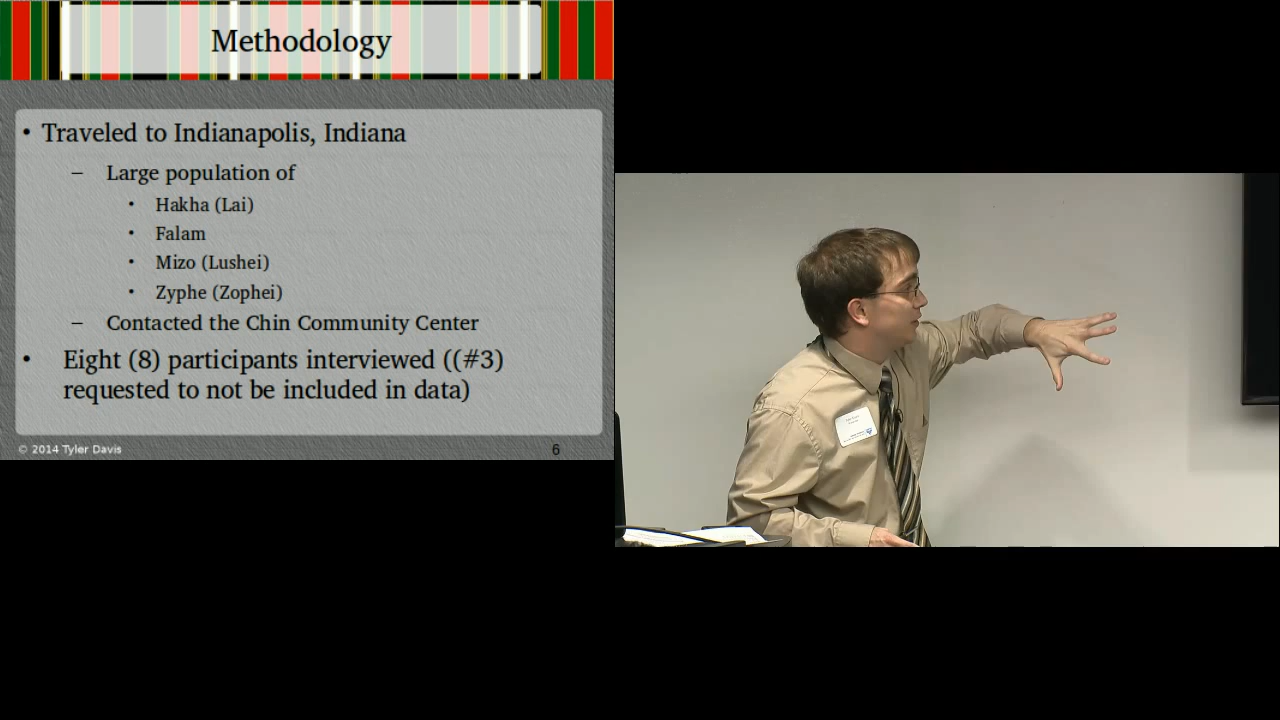 Methodology
• Traveled to Indianapolis, Indiana
– Large population of
• Hakha (Lai)
• Falam
• Mizo (Lushei)
• Zyphe (Zophei)
– Contacted the Chin Community Center
• Eight (8) participants interviewed ((#3)
requested to not be included in data)
© 2014 Tyler Davis
6